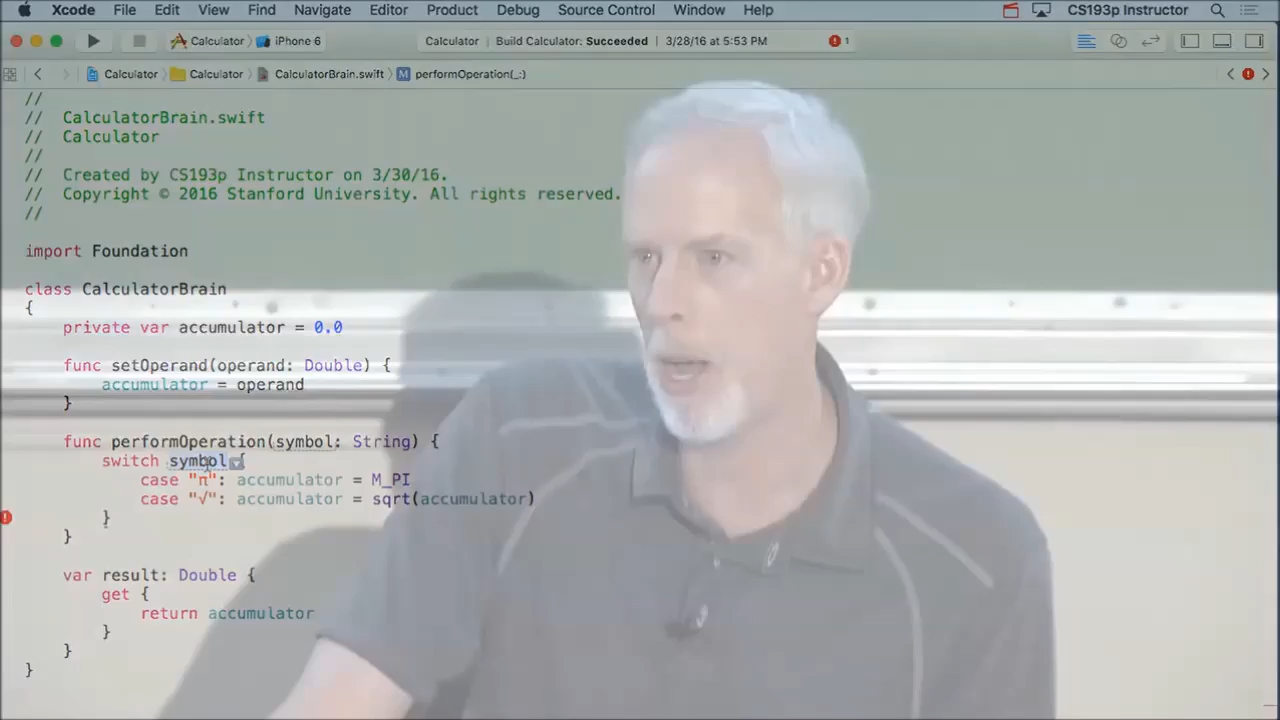 Xcode File Edit View Find Navigate Editor Product Debug Source Control Window Help CS193p Instructor
Calculator iPhone 6 Calculator Build Calculator: Succeeded 3/28/16 at 5:53 PM 1
Calculator Calculator CalculatorBrain.swift M performOperation(_:)
//
// CalculatorBrain.swift
// Calculator
//
// Created by CS193p Instructor on 3/30/16.
// Copyright © 2016 Stanford University. All rights reserved.
//
import Foundation
class CalculatorBrain
{
private var accumulator = 0.0
func setOperand(operand: Double) {
accumulator = operand
}
func performOperation(symbol: String) {
switch symbol {
case "π": accumulator = M_PI
case "√": accumulator = sqrt(accumulator)
}
}
var result: Double {
get {
return accumulator
}
}
}